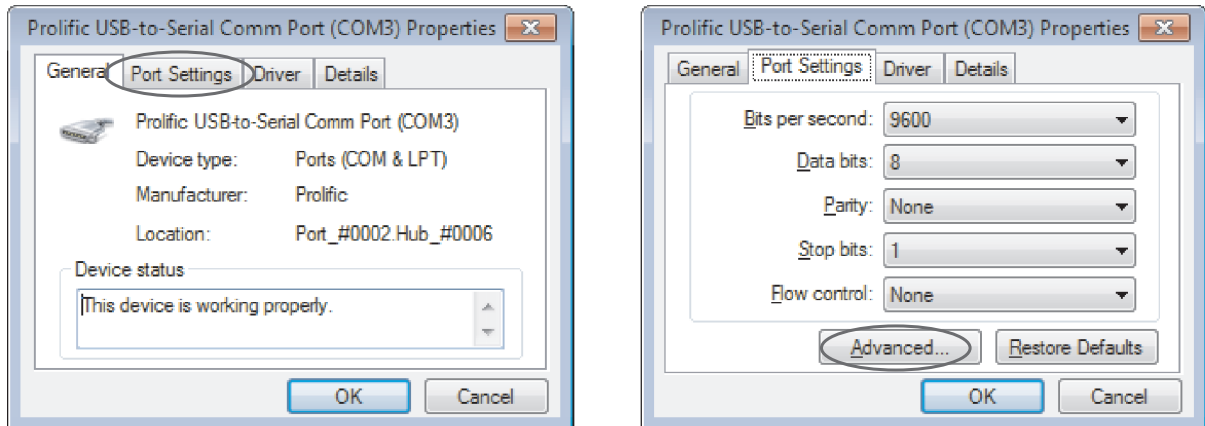 Prolific USB-to-Serial Comm Port (COM3) Properties
General Port Settings Driver Details
Prolific USB-to-Serial Comm Port (COM3)
Device type: Ports (COM & LPT)
Manufacturer: Prolific
Location: Port_#0002.Hub_#0006
Device status
This device is working properly.
OK Cancel
Prolific USB-to-Serial Comm Port (COM3) Properties
General Port Settings Driver Details
Bits per second: 9600
Data bits: 8
Parity: None
Stop bits: 1
Flow control: None
Advanced... Restore Defaults
OK Cancel